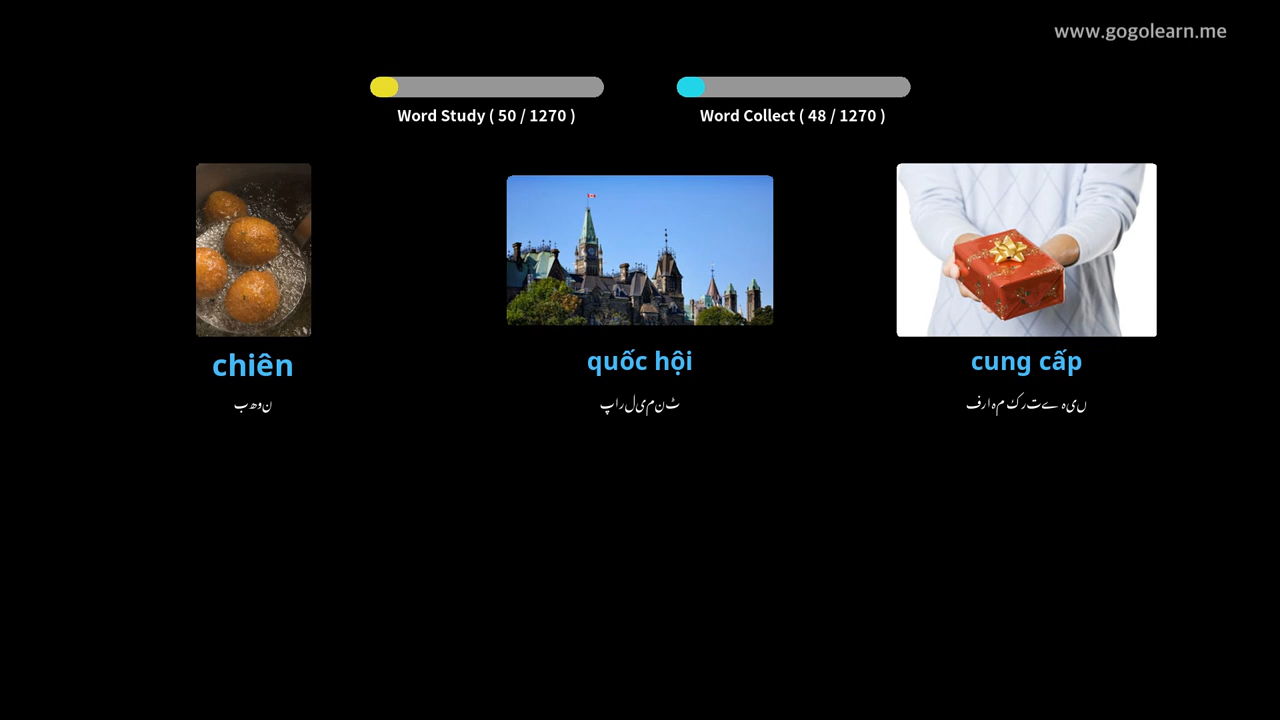 www.gogolearn.me
Word Study ( 50 / 1270 )
Word Collect ( 48 / 1270 )
chiên
quốc hội
cung cấp
بھون
پارلیمنٹ
فراہم کرتے ہیں